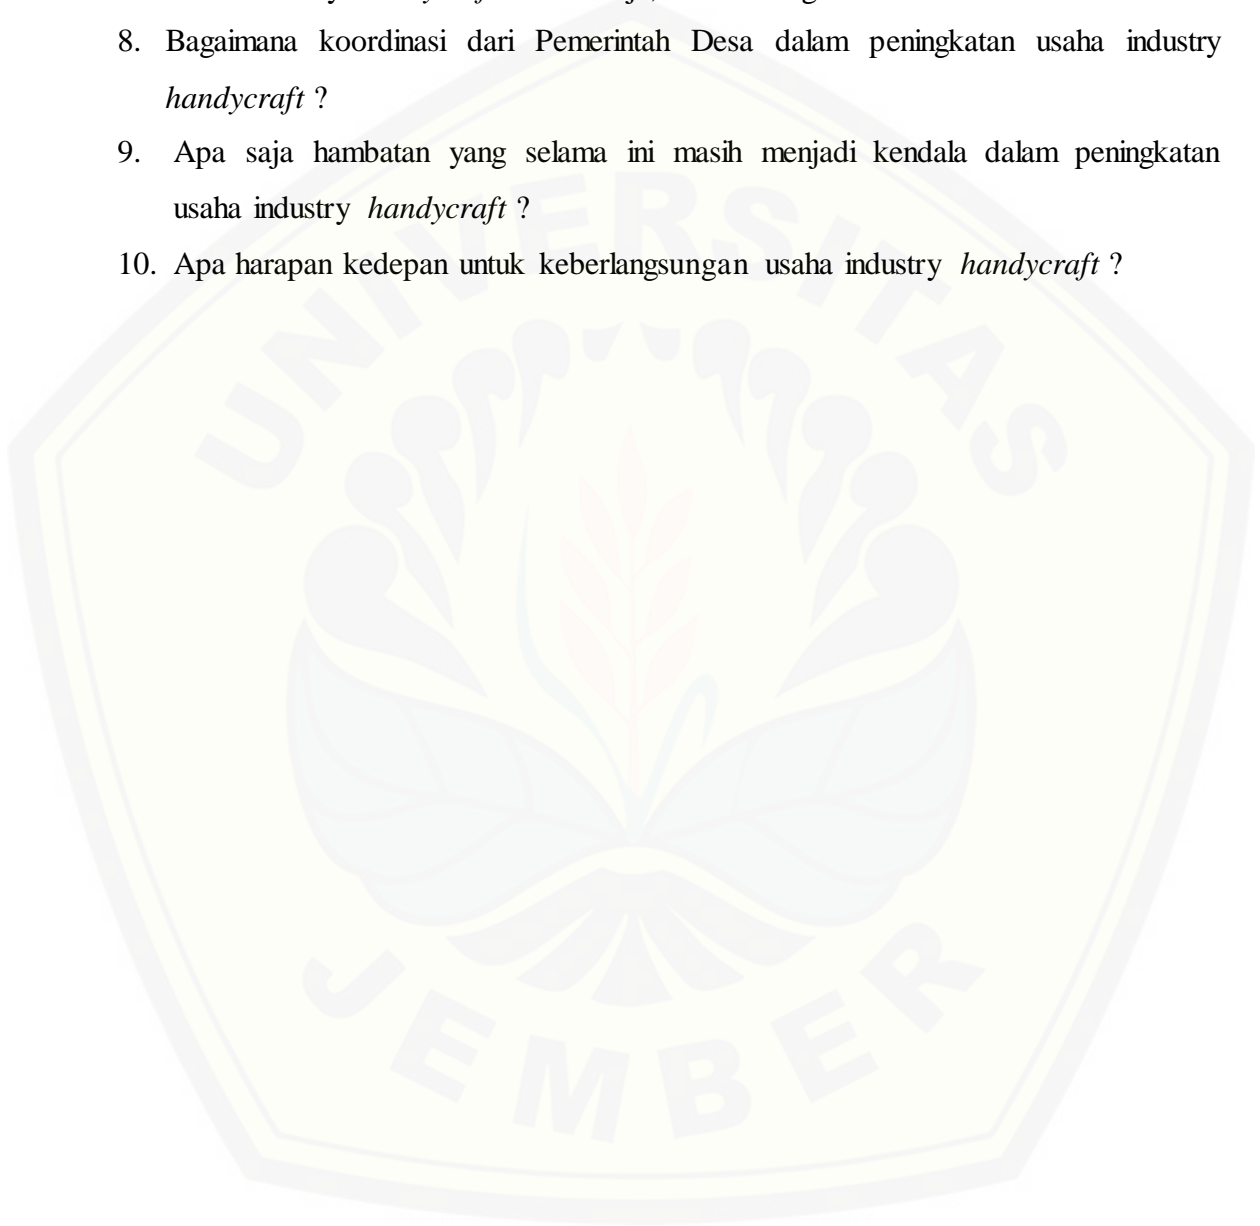 8. Bagaimana koordinasi dari Pemerintah Desa dalam peningkatan usaha industry
handycraft ?
9. Apa saja hambatan yang selama ini masih menjadi kendala dalam peningkatan
usaha industry handycraft ?
10. Apa harapan kedepan untuk keberlangsungan usaha industry handycraft ?
UNIVERSITAS
JEMBER